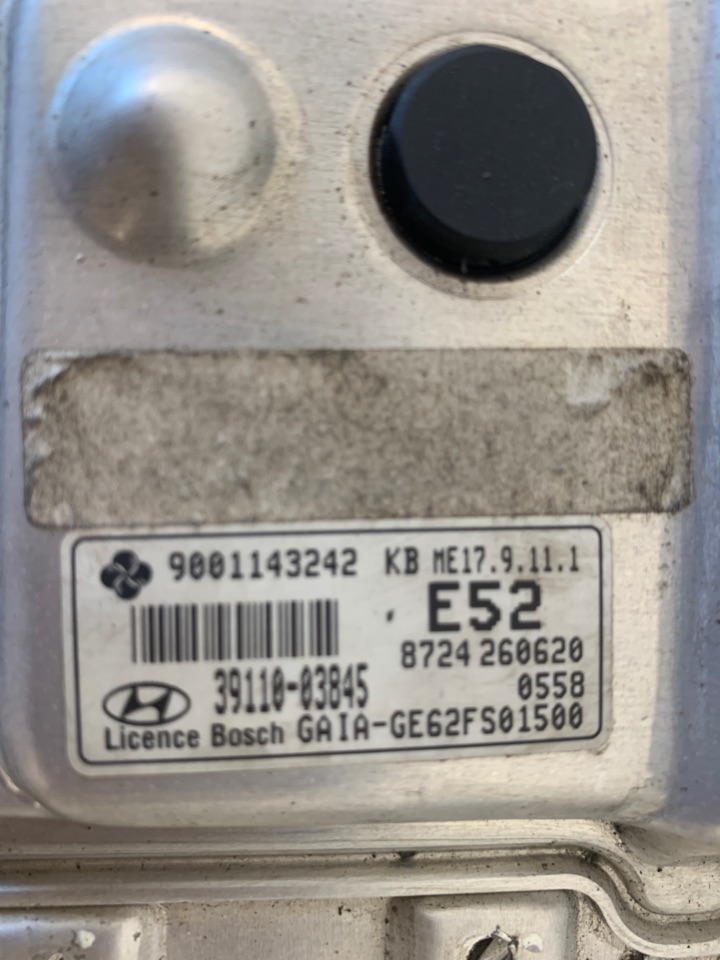 9001143242 KB ME17.9.11.1
E52
8724 260620
39110-03845 0558
Licence Bosch GAIA-GE62FS01500